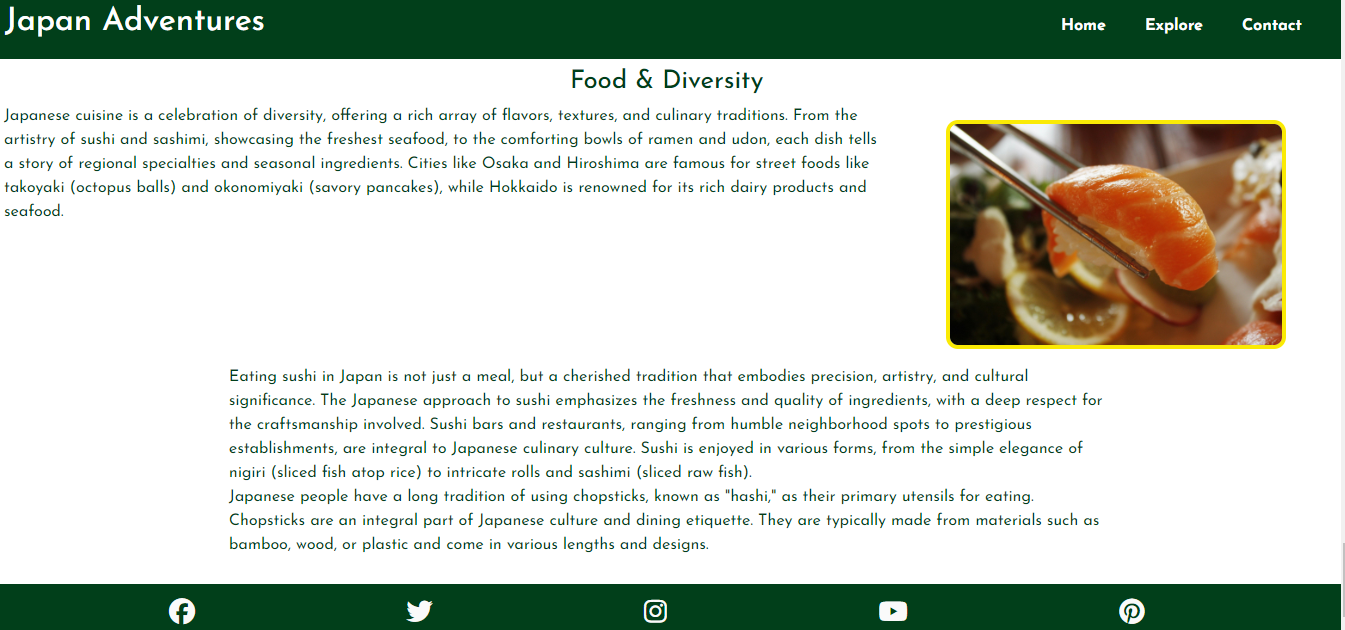 Japan Adventures
Home Explore Contact
Food & Diversity
Japanese cuisine is a celebration of diversity, offering a rich array of flavors, textures, and culinary traditions. From the
artistry of sushi and sashimi, showcasing the freshest seafood, to the comforting bowls of ramen and udon, each dish tells
a story of regional specialties and seasonal ingredients. Cities like Osaka and Hiroshima are famous for street foods like
takoyaki (octopus balls) and okonomiyaki (savory pancakes), while Hokkaido is renowned for its rich dairy products and
seafood.
Eating sushi in Japan is not just a meal, but a cherished tradition that embodies precision, artistry, and cultural
significance. The Japanese approach to sushi emphasizes the freshness and quality of ingredients, with a deep respect for
the craftsmanship involved. Sushi bars and restaurants, ranging from humble neighborhood spots to prestigious
establishments, are integral to Japanese culinary culture. Sushi is enjoyed in various forms, from the simple elegance of
nigiri (sliced fish atop rice) to intricate rolls and sashimi (sliced raw fish).
Japanese people have a long tradition of using chopsticks, known as "hashi," as their primary utensils for eating.
Chopsticks are an integral part of Japanese culture and dining etiquette. They are typically made from materials such as
bamboo, wood, or plastic and come in various lengths and designs.